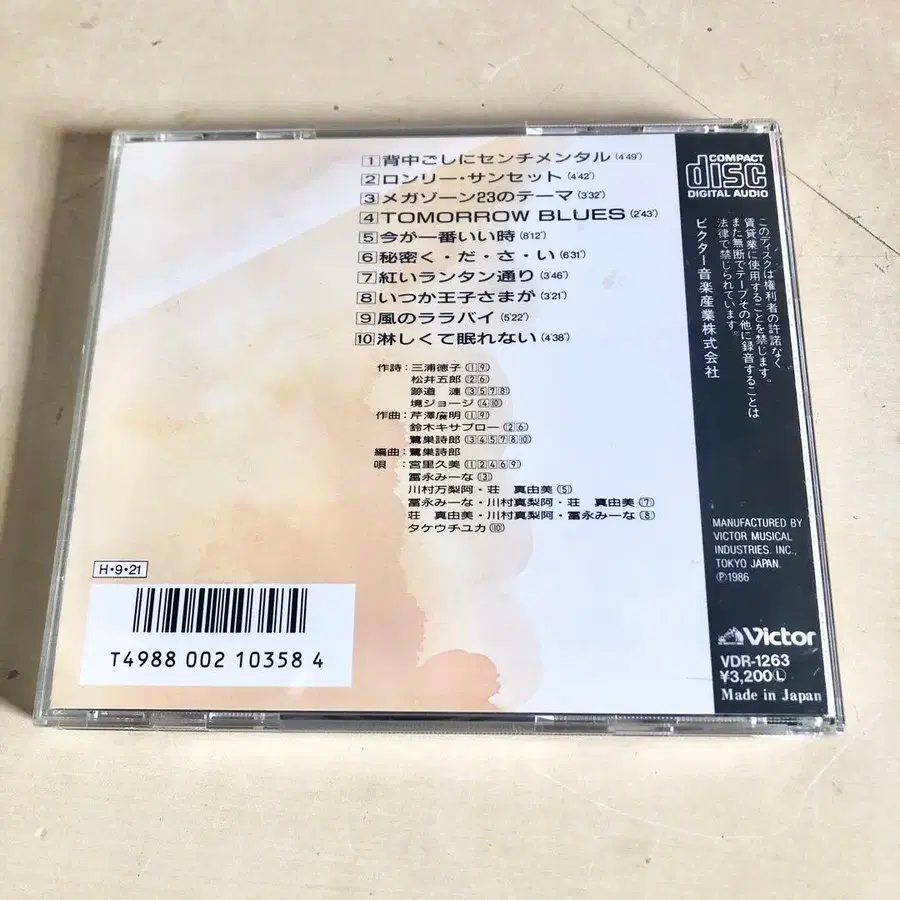 1 背中ごしにセンチメンタル (4'49")
2 ロンリー・サンセット (4'42")
3 メガゾーン23のテーマ (3'32")
4 TOMORROW BLUES (2'43")
5 今が一番いい時 (8'12")
6 秘密く・だ・さ・い (6'31")
7 紅いランタン通り (3'46")
8 いつか王子さまが (3'21")
9 風のララバイ (5'22")
10 淋しくて眠れない (4'38")
作詩：三浦徳子 1 9
松井五郎 2 6
跡道 漣 3 5 7 8
境ジョージ 4 10
作曲：芹澤廣明 1 9
鈴木キサブロー 2 6
鷺巣詩郎 3 4 5 7 8 10
編曲：鷺巣詩郎
唄：宮里久美 1 2 4 6 9
冨永みーな 3
川村万梨阿・荘 真由美 5
冨永みーな・川村真梨阿・荘 真由美 7
荘 真由美・川村真梨阿・冨永みーな 8
タケウチユカ 10
H・9・21
T4988 002 10358 4
COMPACT
disc
DIGITAL AUDIO
このディスクは権利者の許諾なく
賃貸業に使用することを禁じます。
また無断でテープその他に録音することは
法律で禁じられています。
ビクター音楽産業株式会社
MANUFACTURED BY
VICTOR MUSICAL
INDUSTRIES. INC.,
TOKYO JAPAN.
Ⓟ1986
Victor
VDR-1263
¥3,200Ⓛ
Made in Japan